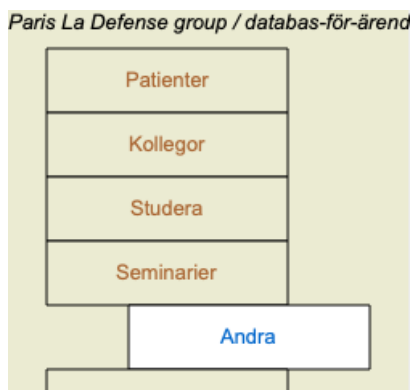 Paris La Defense group / databas-för-ärend
Patienter
Kollegor
Studera
Seminarier
Andra